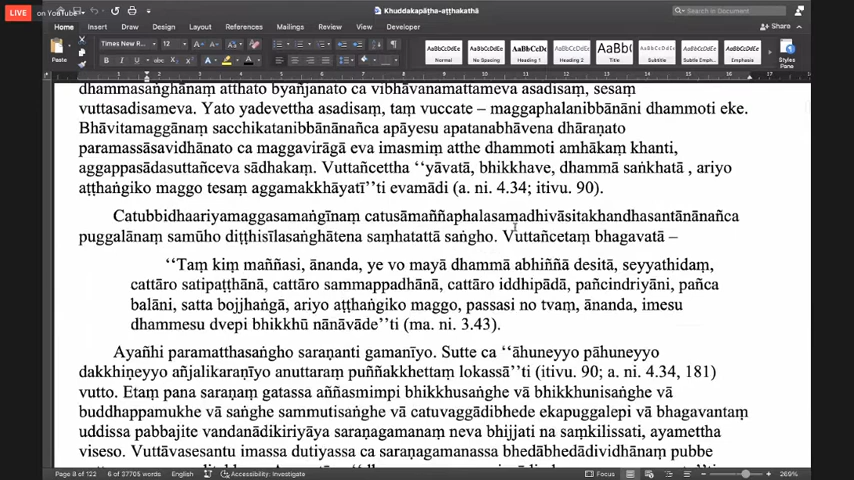 LIVE on YouTube
Khuddakapāṭha-aṭṭhakathā
Search in Document
Home Insert Draw Design Layout References Mailings Review View Developer
Share
Paste
Times New R... 12
AaBbCcDdEe AaBbCcDdEe AaBbCcDc AaBbCcDdEe Title AaBbCcDdEe AaBbCcDdEe AaBbCcDdEe
Normal No Spacing Heading 1 Heading 2 Title Subtitle Subtle Emph... Emphasis
Styles Pane
dhammasaṅghānaṃ atthato byañjanato ca vibhāvanamattameva asadisaṃ, sesaṃ
vuttasadisameva. Yato yadevettha asadisaṃ, taṃ vuccate – maggaphalanibbānāni dhammoti eke.
Bhāvitamaggānaṃ sacchikatanibbānānañca apāyesu apatanabhāvena dhāraṇato
paramassāsavidhānato ca maggavirāgā eva imasmiṃ atthe dhammoti amhākaṃ khanti,
aggappasādasuttañceva sādhakaṃ. Vuttañcettha ‘‘yāvatā, bhikkhave, dhammā saṅkhatā , ariyo
aṭṭhaṅgiko maggo tesaṃ aggamakkhāyatī’’ti evamādi (a. ni. 4.34; itivu. 90).
Catubbidhaariyamaggasamaṅgīnaṃ catusāmaññaphalasamadhivāsitakhandhasantānānañca
puggalānaṃ samūho diṭṭhisīlasaṅghātena saṃhatattā saṅgho. Vuttañcetaṃ bhagavatā –
‘‘Taṃ kiṃ maññasi, ānanda, ye vo mayā dhammā abhiññā desitā, seyyathidaṃ,
cattāro satipaṭṭhānā, cattāro sammappadhānā, cattāro iddhipādā, pañcindriyāni, pañca
balāni, satta bojjhaṅgā, ariyo aṭṭhaṅgiko maggo, passasi no tvaṃ, ānanda, imesu
dhammesu dvepi bhikkhū nānāvāde’’ti (ma. ni. 3.43).
Ayañhi paramatthasaṅgho saraṇanti gamanīyo. Sutte ca ‘‘āhuneyyo pāhuneyyo
dakkhiṇeyyo añjalikaraṇīyo anuttaraṃ puññakkhettaṃ lokassā’’ti (itivu. 90; a. ni. 4.34, 181)
vutto. Etaṃ pana saraṇaṃ gatassa aññasmimpi bhikkhusaṅghe vā bhikkhunisaṅghe vā
buddhappamukhe vā saṅghe sammutisaṅghe vā catuvaggādibhede ekapuggalepi vā bhagavantaṃ
uddissa pabbajite vandanādikiriyāya saraṇagamanaṃ neva bhijjati na saṃkilissati, ayamettha
viseso. Vuttāvasesantu imassa dutiyassa ca saraṇagamanassa bhedābhedādividhānaṃ pubbe
Page 8 of 122 6 of 37705 words English Accessibility: Investigate Focus 269%